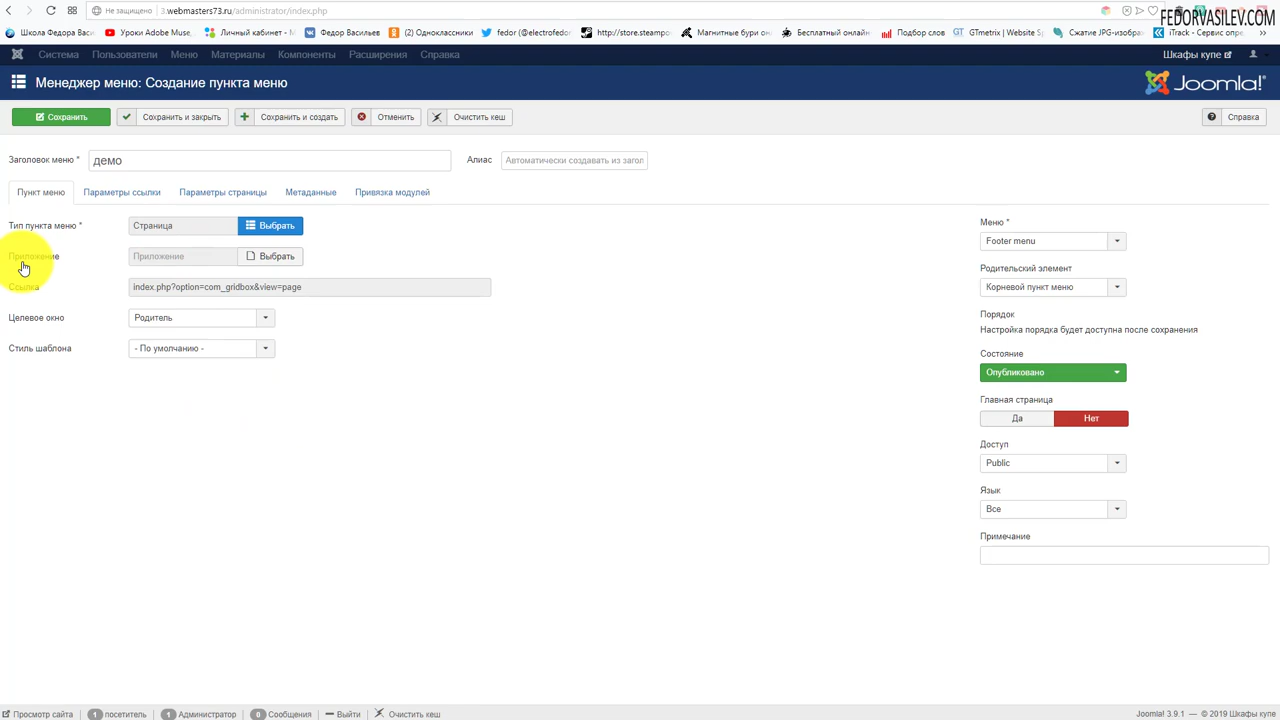 Не защищено 3.webmasters73.ru/administrator/index.php
FEDORVASILEV.COM
Школа Федора Васил Уроки Adobe Muse, Личный кабинет - Федор Васильев (1) Одноклассники fedor (@electrofedor http://store.steampo Магнитные бури онл Бесплатный онлайн Подбор слов GTmetrix | Website S Сжатие JPG-изображ iTrack - Сервис опре
Система Пользователи Меню Материалы Компоненты Расширения Справка Шкафы купе
Менеджер меню: Создание пункта меню Joomla!
Сохранить Сохранить и закрыть Сохранить и создать Отменить Очистить кеш Справка
Заголовок меню * демо Алиас Автоматически создавать из загол
Пункт меню Параметры ссылки Параметры страницы Метаданные Привязка модулей
Тип пункта меню * Страница Выбрать
Приложение Приложение Выбрать
Ссылка index.php?option=com_gridbox&view=page
Целевое окно Родитель
Стиль шаблона - По умолчанию -
Меню *
Footer menu
Родительский элемент
Корневой пункт меню
Порядок
Настройка порядка будет доступна после сохранения
Состояние
Опубликовано
Главная страница
Да Нет
Доступ
Public
Язык
Все
Примечание
Просмотр сайта 1 посетитель 1 Администратор 0 Сообщения Выйти Очистить кеш Joomla! 3.9.1 — © 2019 Шкафы купе